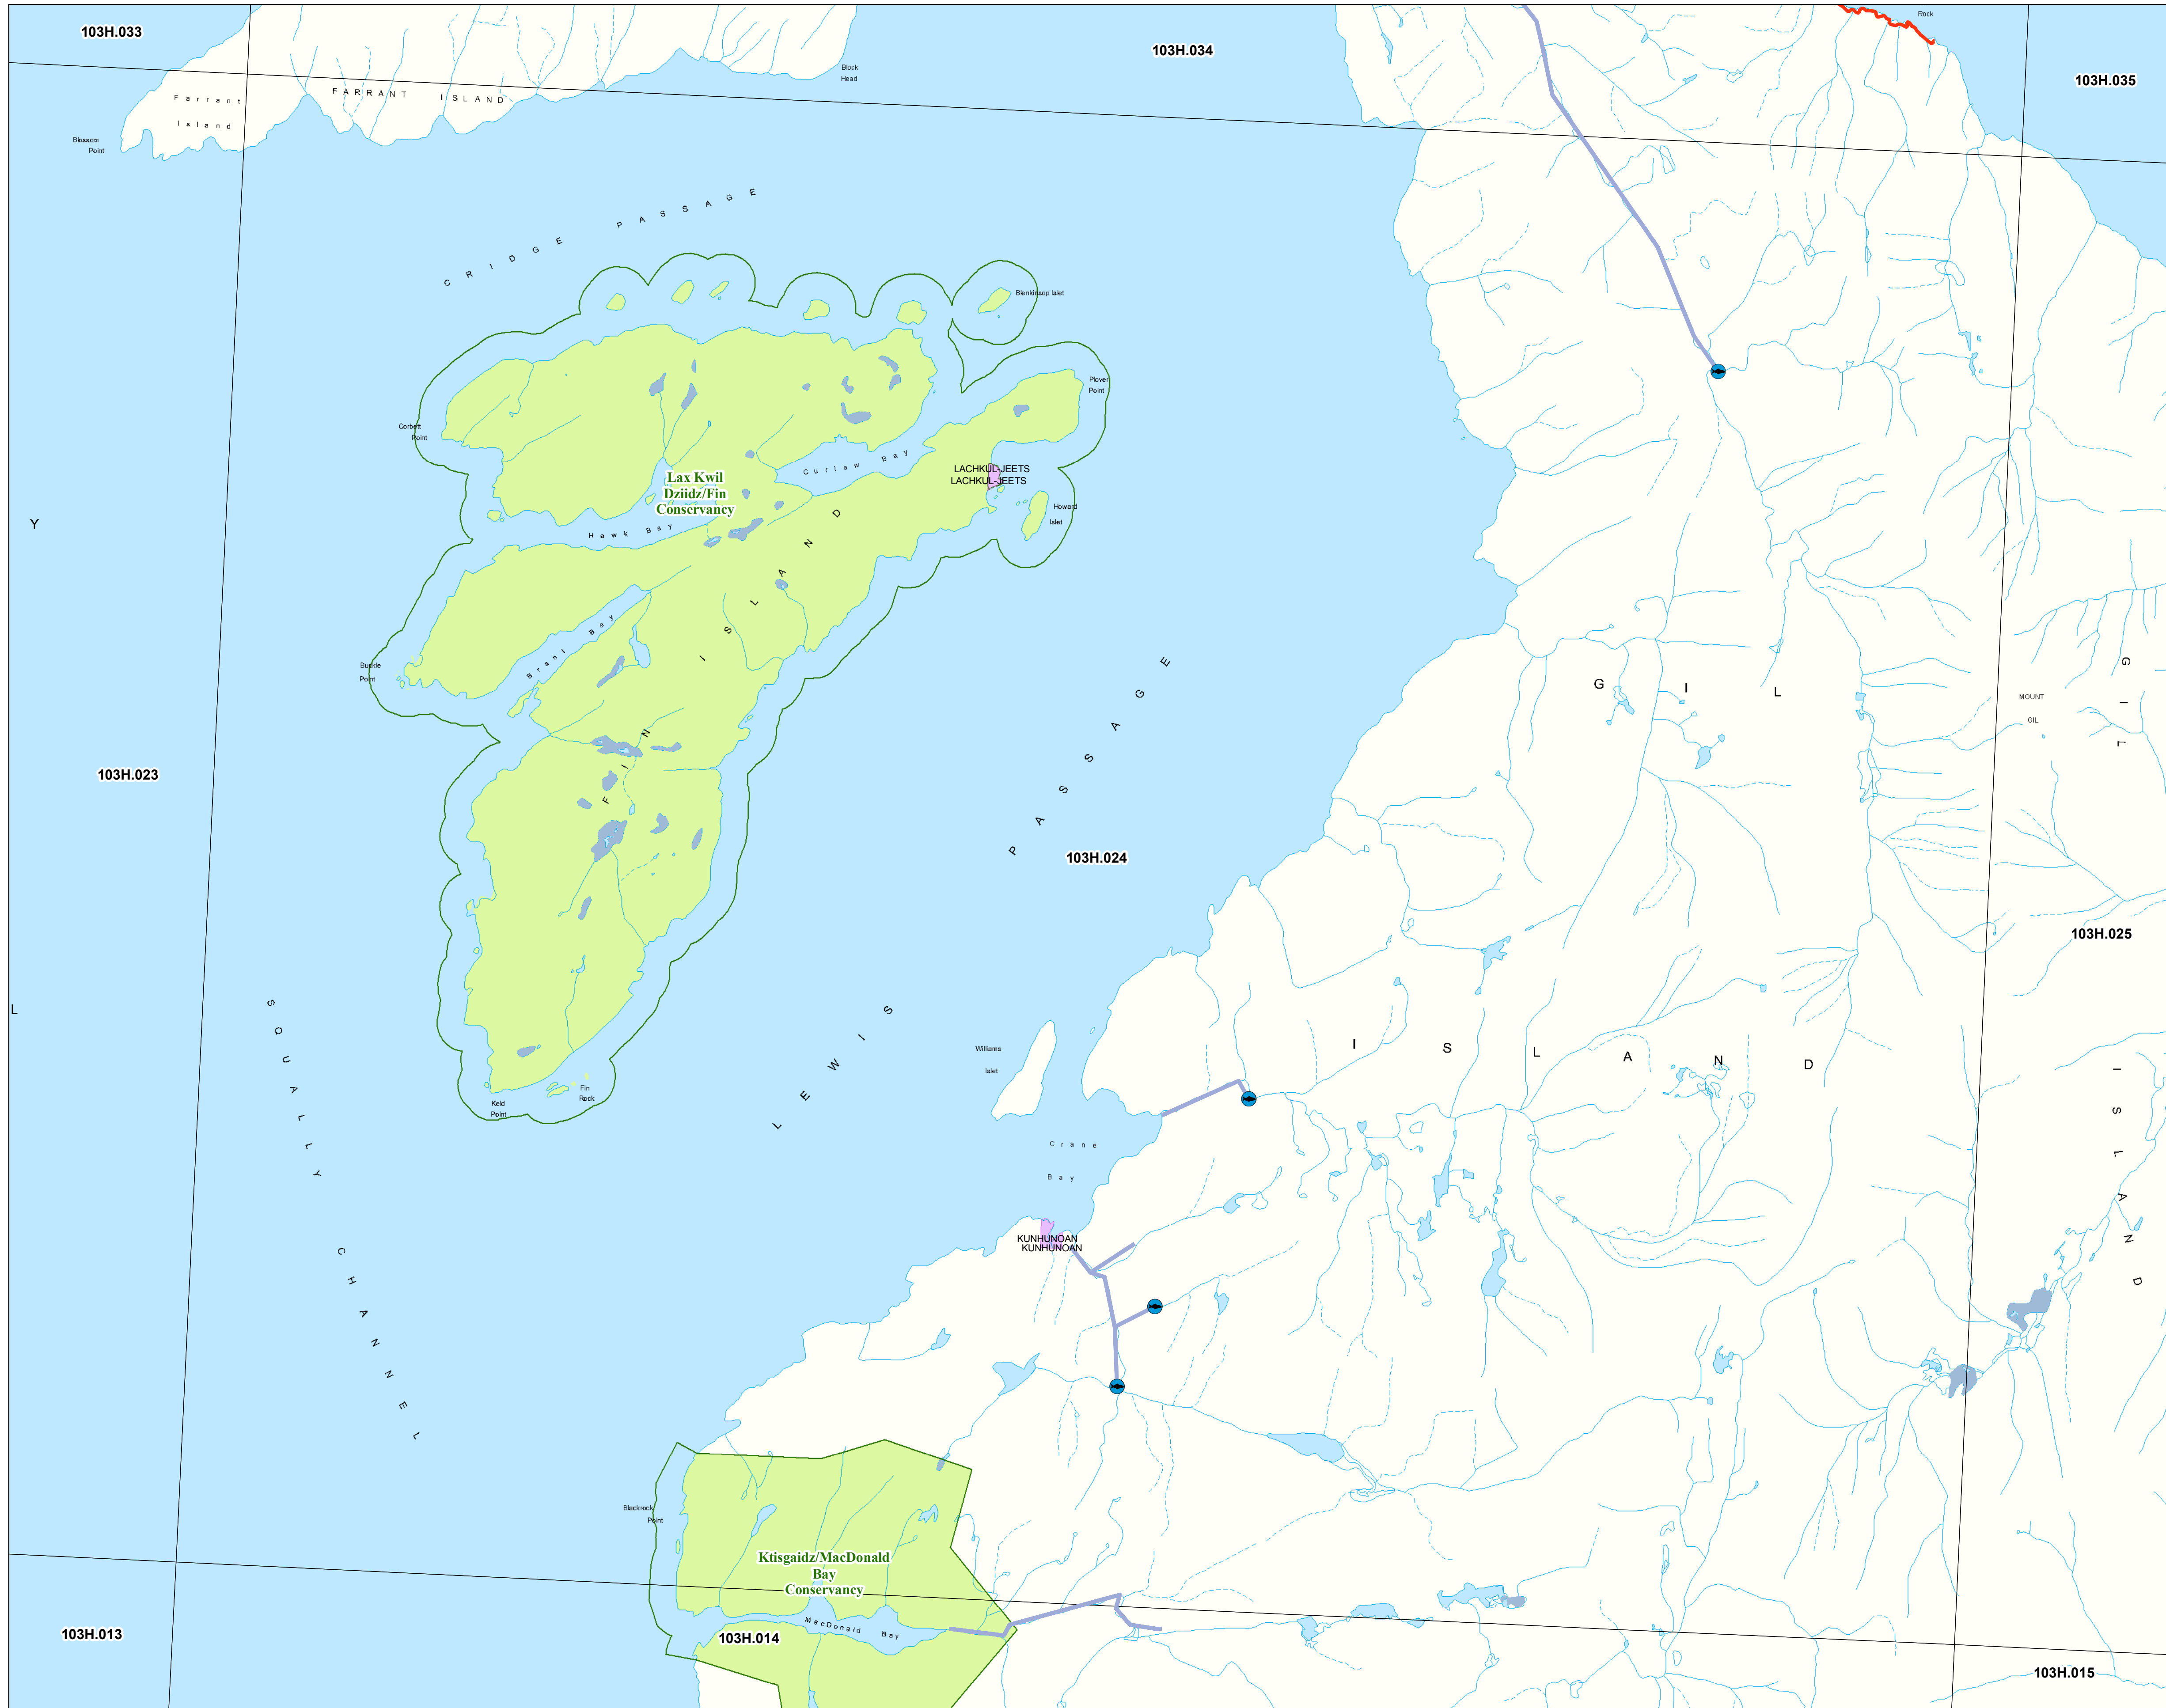 103H.033
103H.034
Rock
103H.035
Block
Head
FARRANT ISLAND
Farrant
Island
Blossom
Point
CRIDGE PASSAGE
Blenkinsop Islet
Plover
Point
Corbett
Point
Curlew Bay
LACHKUL-JEETS
LACHKUL-JEETS
Lax Kwil
Dziidz/Fin
Conservancy
Howard
Islet
Hawk Bay
Y
Brant Bay
Buckle
Point
FIN ISLAND
GIL
MOUNT
GIL
GIL ISLAND
103H.023
LEWIS PASSAGE
103H.024
103H.025
L
SQUALLY CHANNEL
ISLAND
Williams
Islet
Fin
Rock
Keld
Point
Crane
Bay
KUNHUNOAN
KUNHUNOAN
Blackrock
Point
Ktisgaidz/MacDonald
Bay
Conservancy
MacDonald Bay
103H.013
103H.014
103H.015